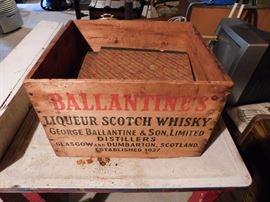 BALLANTINE'S
LIQUEUR SCOTCH WHISKY
GEORGE BALLANTINE & SON, LIMITED
DISTILLERS
GLASGOW AND DUMBARTON, SCOTLAND
ESTABLISHED 1827